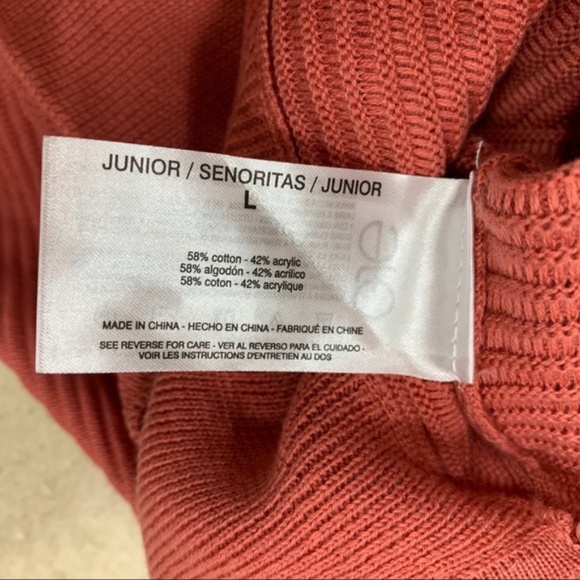 JUNIOR / SENORITAS / JUNIOR
L
58% cotton - 42% acrylic
58% algodón - 42% acrilico
58% coton - 42% acrylique
MADE IN CHINA - HECHO EN CHINA - FABRIQUÉ EN CHINE
SEE REVERSE FOR CARE - VER AL REVERSO PARA EL CUIDADO -
VOIR LES INSTRUCTIONS D'ENTRETIEN AU DOS